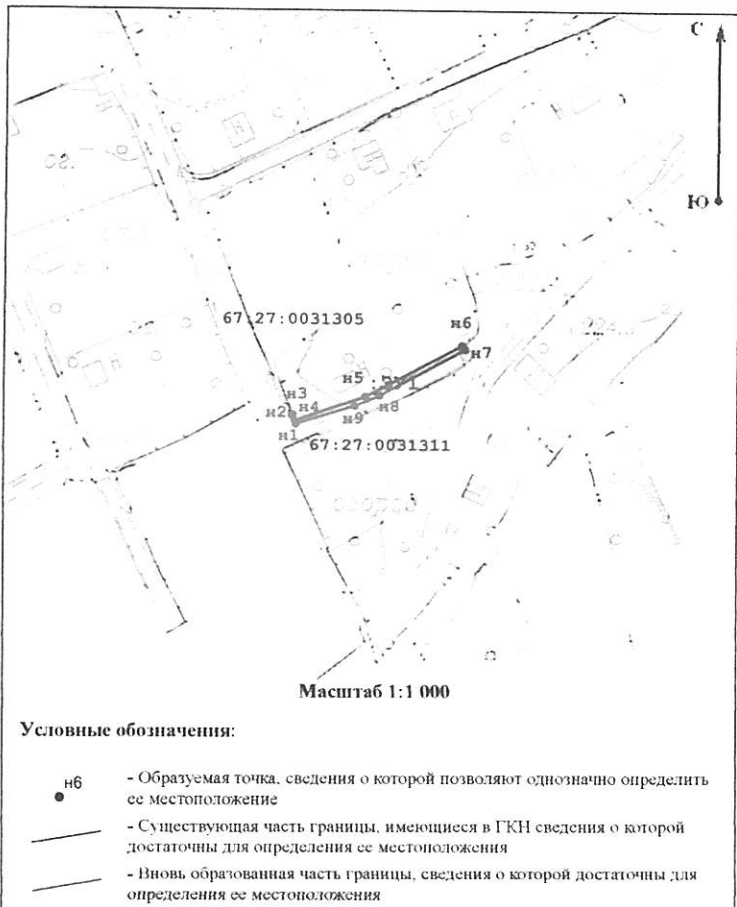 С
Ю
67:27:0031305
н6
н7
н5
н8
н3
н4
н2
н9
н1
67:27:0031311
Масштаб 1:1 000
Условные обозначения:
н6
- Образуемая точка, сведения о которой позволяют однозначно определить
ее местоположение
- Существующая часть границы, имеющиеся в ГКН сведения о которой
достаточны для определения ее местоположения
- Вновь образованная часть границы, сведения о которой достаточны для
определения ее местоположения